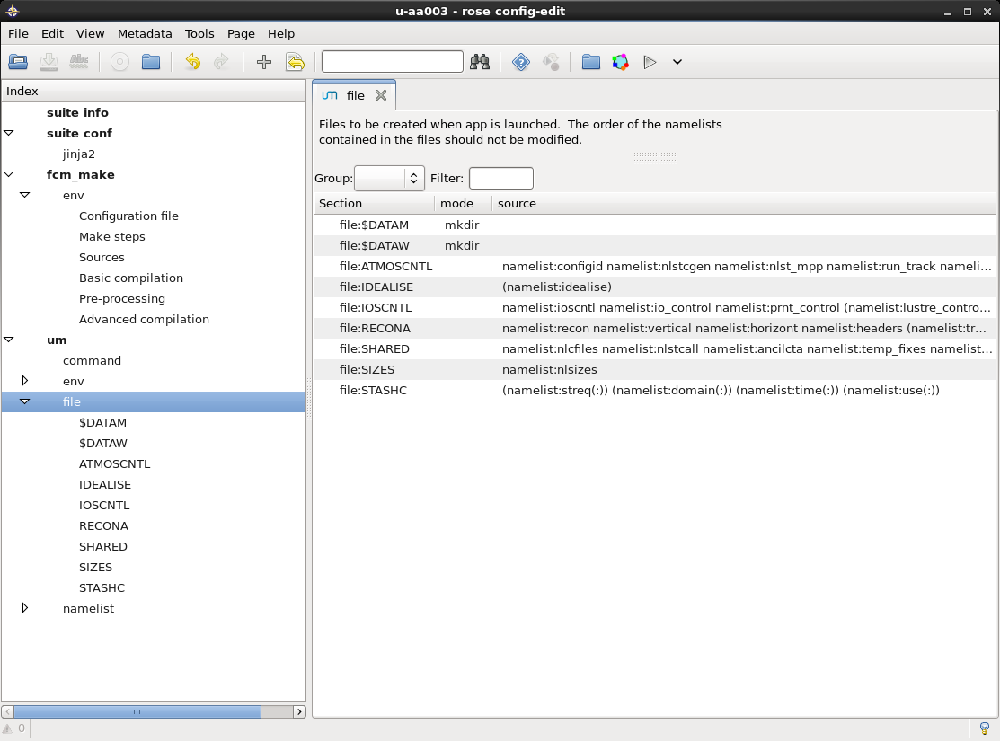 u-aa003 - rose config-edit
File Edit View Metadata Tools Page Help
Abc
Index
suite info
suite conf
jinja2
fcm_make
env
Configuration file
Make steps
Sources
Basic compilation
Pre-processing
Advanced compilation
um
command
env
file
$DATAM
$DATAW
ATMOSCNTL
IDEALISE
IOSCNTL
RECONA
SHARED
SIZES
STASHC
namelist
0
um file
Files to be created when app is launched.  The order of the namelists
contained in the files should not be modified.
Group: Filter:
Section mode source
file:$DATAM mkdir
file:$DATAW mkdir
file:ATMOSCNTL namelist:configid namelist:nlstcgen namelist:nlst_mpp namelist:run_track nameli...
file:IDEALISE (namelist:idealise)
file:IOSCNTL namelist:ioscntl namelist:io_control namelist:prnt_control (namelist:lustre_contro...
file:RECONA namelist:recon namelist:vertical namelist:horizont namelist:headers (namelist:tr...
file:SHARED namelist:nlcfiles namelist:nlstcall namelist:ancilcta namelist:temp_fixes namelist...
file:SIZES namelist:nlsizes
file:STASHC (namelist:streq(:)) (namelist:domain(:)) (namelist:time(:)) (namelist:use(:))